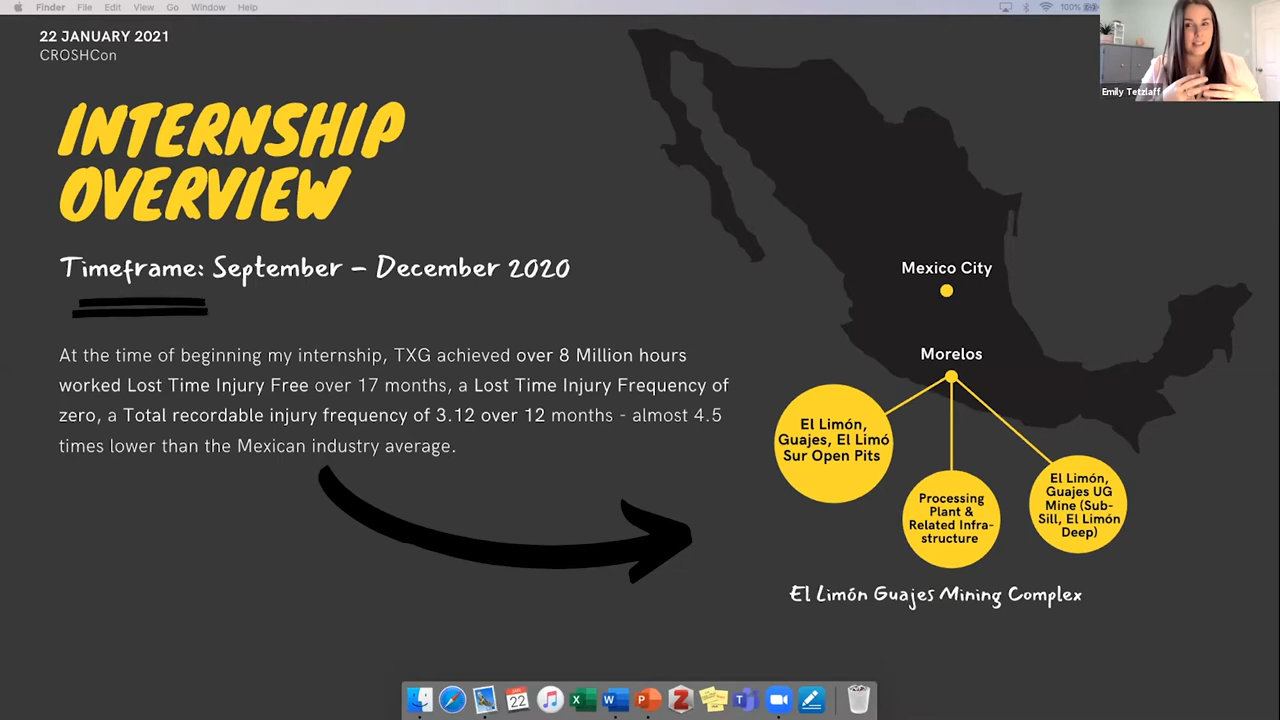 Finder File Edit View Go Window Help
100%
22 JANUARY 2021
CROSHCon
Emily Tetzlaff
INTERNSHIP
OVERVIEW
Timeframe: September – December 2020
At the time of beginning my internship, TXG achieved over 8 Million hours
worked Lost Time Injury Free over 17 months, a Lost Time Injury Frequency of
zero, a Total recordable injury frequency of 3.12 over 12 months - almost 4.5
times lower than the Mexican industry average.
Mexico City
Morelos
El Limón,
Guajes, El Limó
Sur Open Pits
Processing
Plant &
Related Infra-
structure
El Limón,
Guajes UG
Mine (Sub-
Sill, El Limón
Deep)
El Limón Guajes Mining Complex
JAN
22
W
P
Z